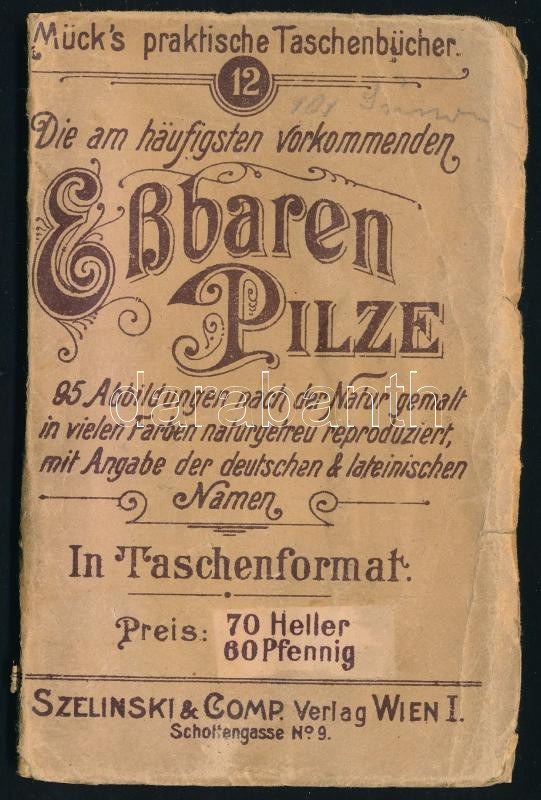 Mück's praktische Taschenbücher.
12
Die am häufigsten vorkommenden
Eßbaren
PILZE
95 Abbildungen nach der Natur gemalt
in vielen Farben naturgetreu reproduziert,
mit Angabe der deutschen & lateinischen
Namen
In Taschenformat.
Preis: 70 Heller
60 Pfennig
SZELINSKI & COMP. Verlag WIEN I.
Schottengasse No 9.
darabanth